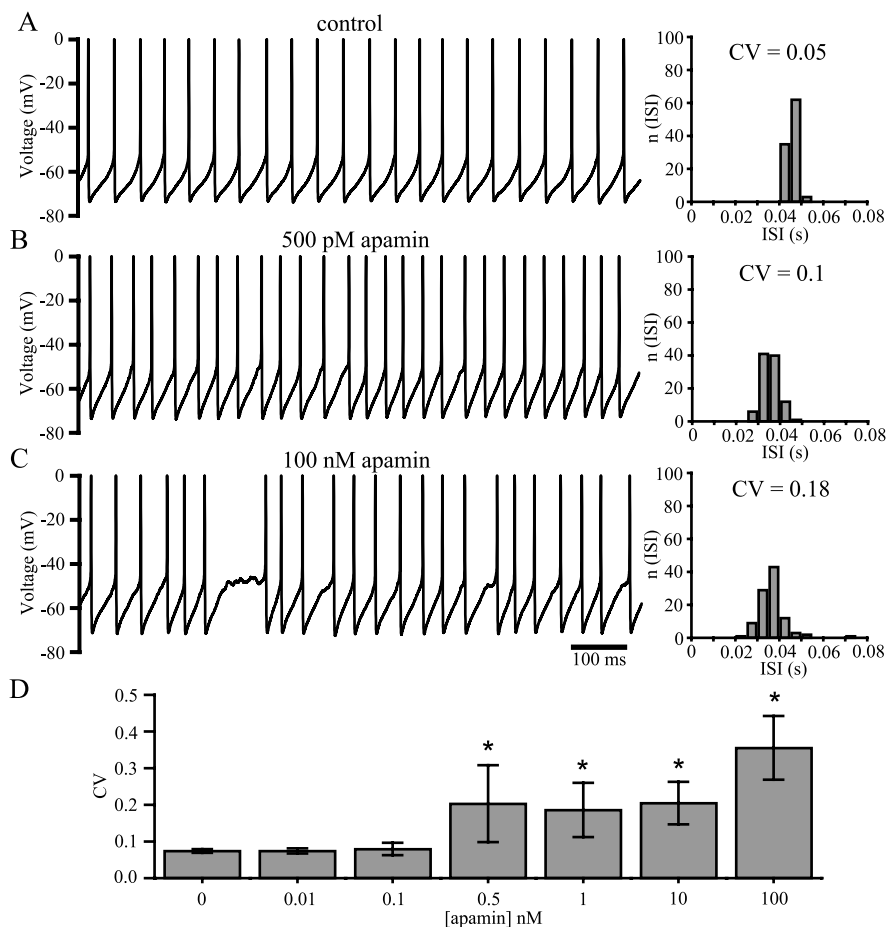 A
control
0
-20
-40
-60
-80
Voltage (mV)
CV = 0.05
100
80
60
40
20
0
n (ISI)
0 0.02 0.04 0.06 0.08
ISI (s)
B
500 pM apamin
0
-20
-40
-60
-80
Voltage (mV)
CV = 0.1
100
80
60
40
20
0
n (ISI)
0 0.02 0.04 0.06 0.08
ISI (s)
C
100 nM apamin
0
-20
-40
-60
-80
Voltage (mV)
100 ms
CV = 0.18
100
80
60
40
20
0
n (ISI)
0 0.02 0.04 0.06 0.08
ISI (s)
D
0.5
0.4
0.3
0.2
0.1
0.0
CV
* * * *
0 0.01 0.1 0.5 1 10 100
[apamin] nM